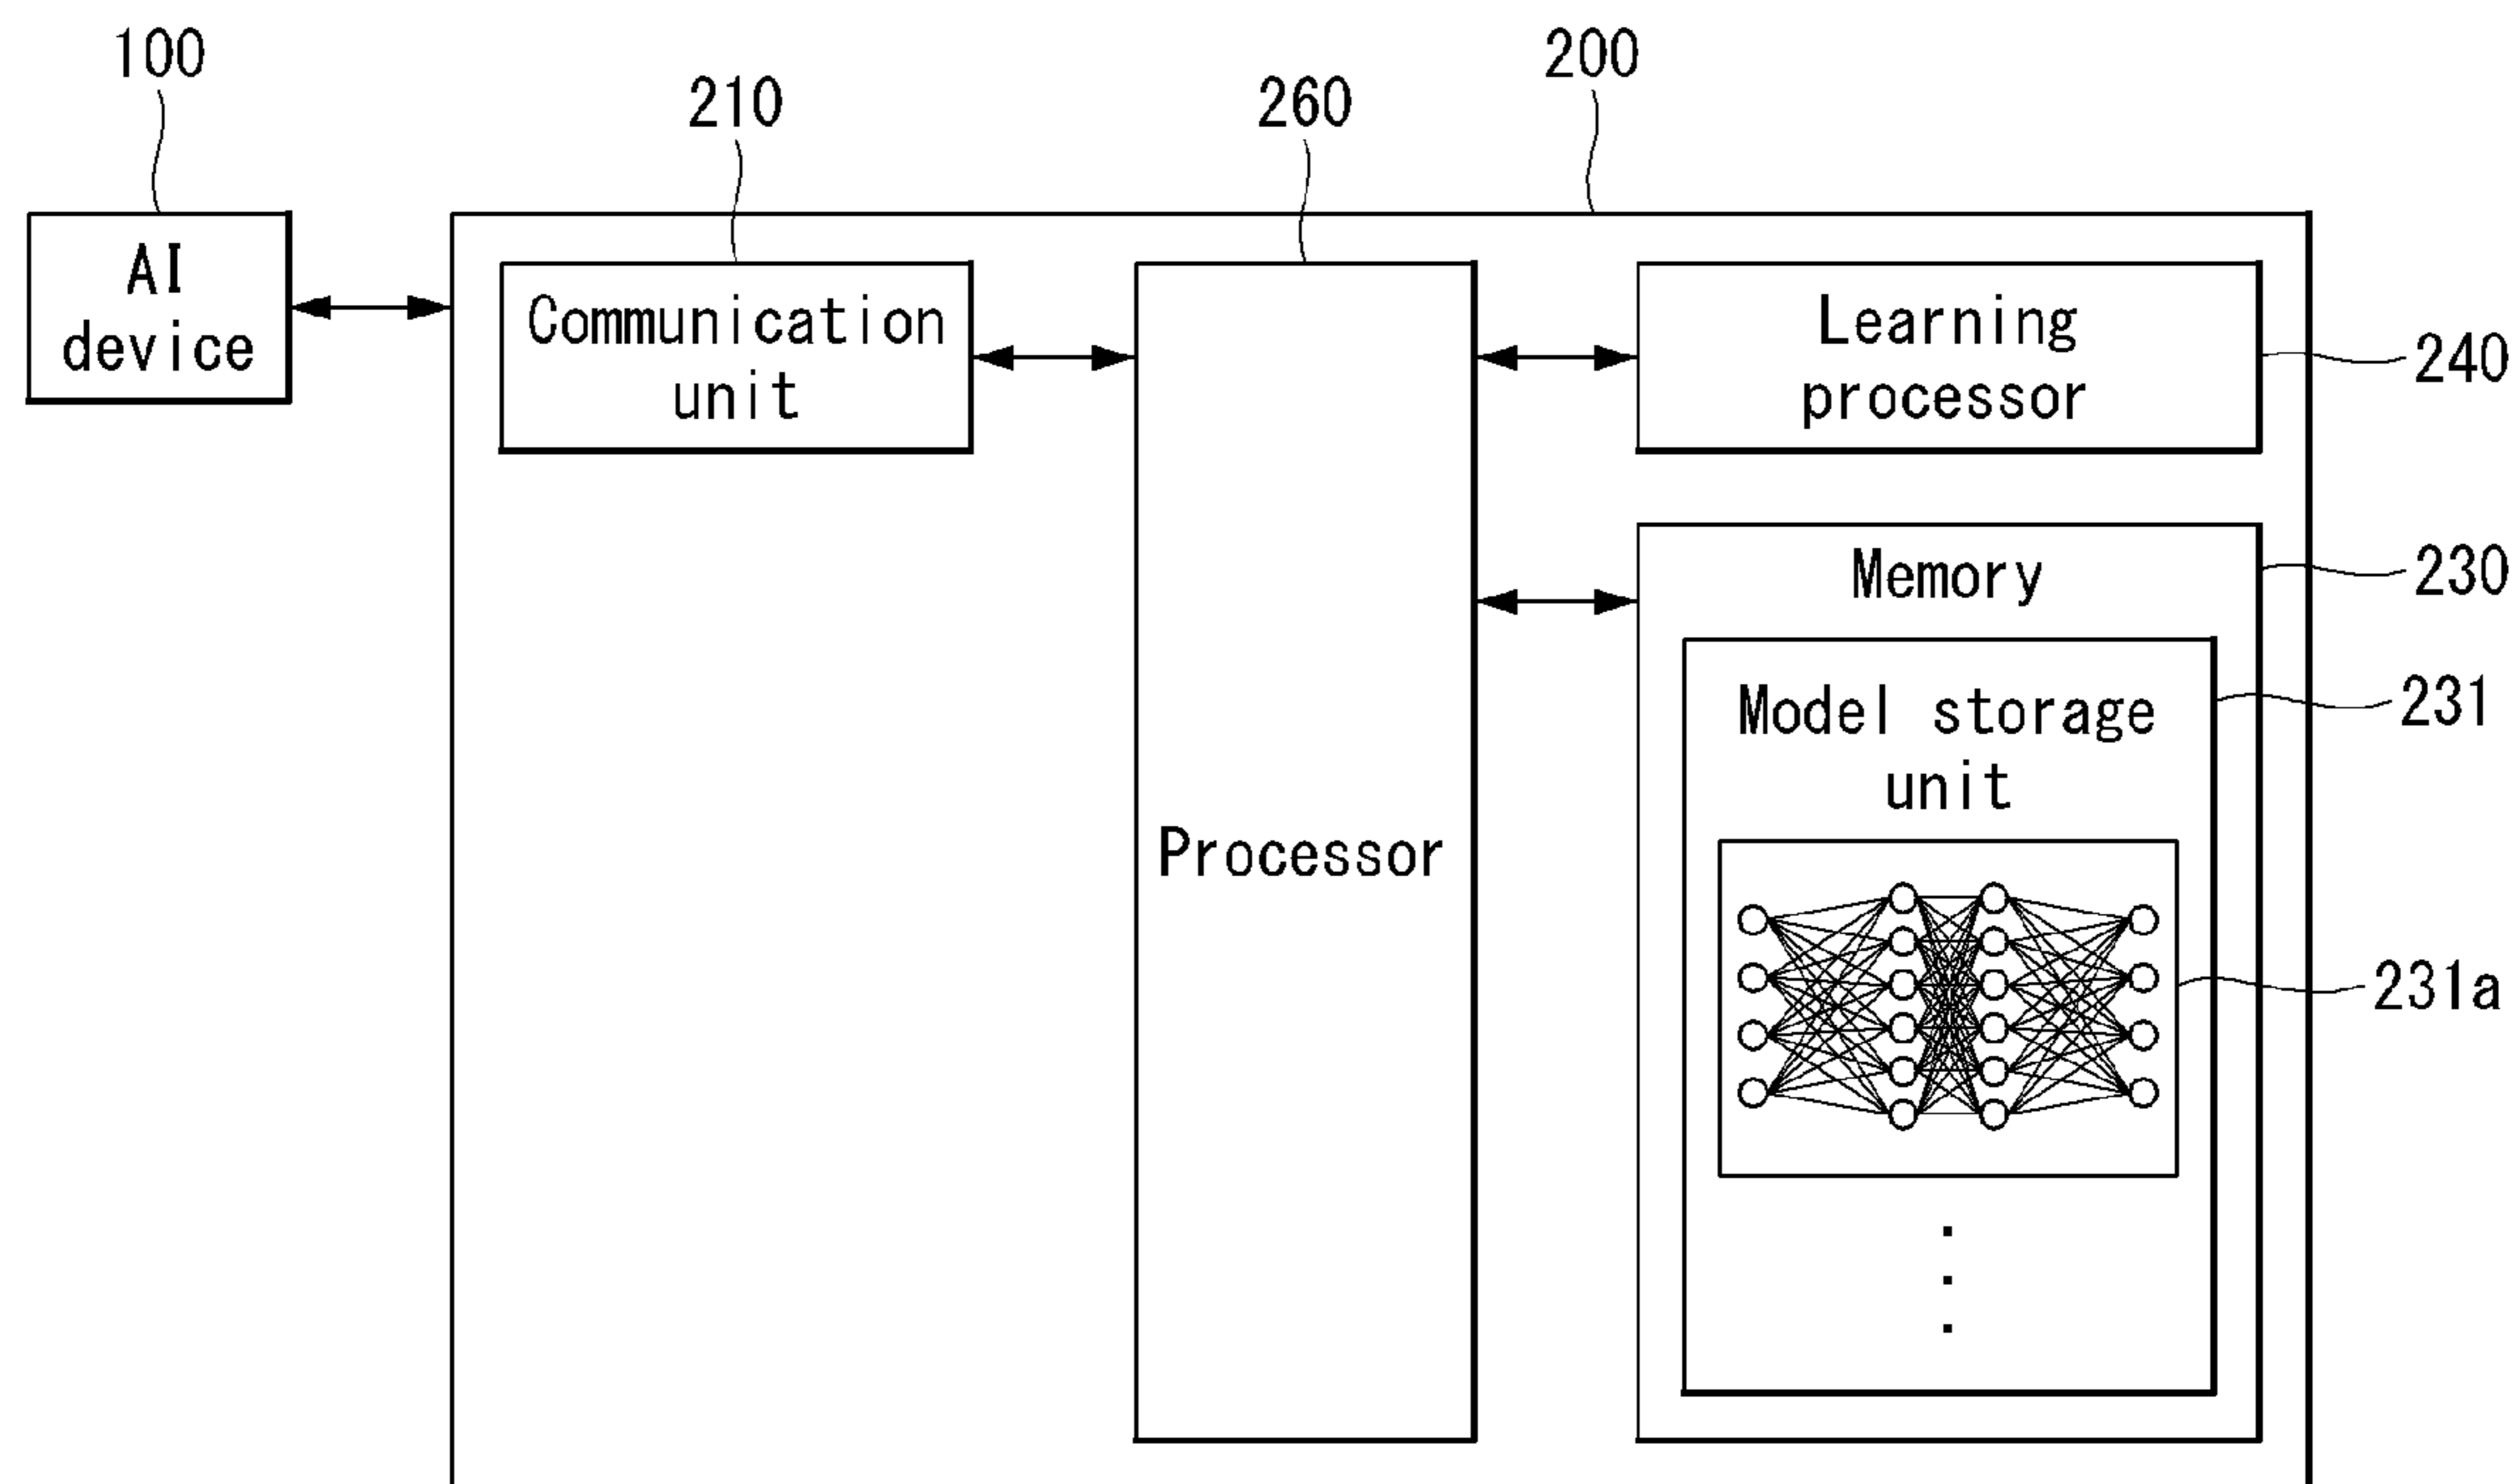 100
210
260
200
AI
device
Communication
unit
Learning
processor
240
Memory
230
Model storage
unit
231
Processor
231a